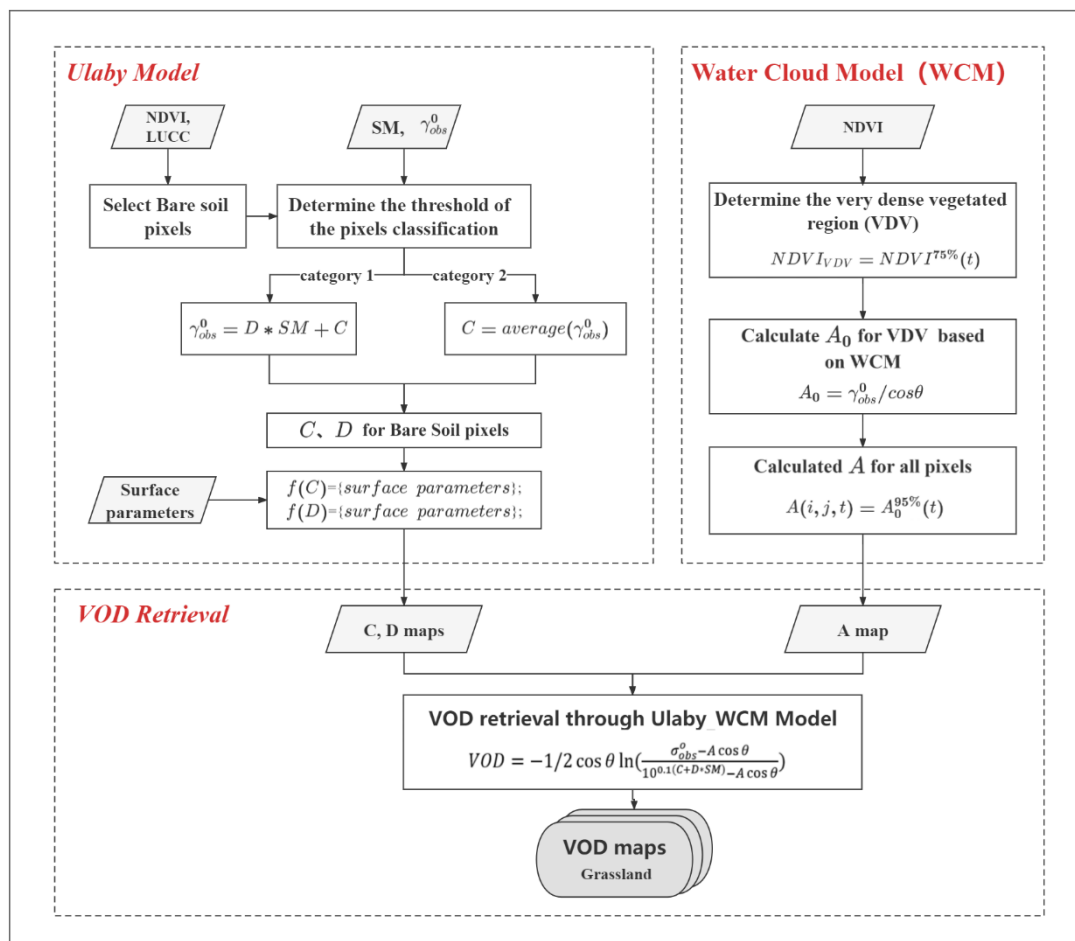 Ulaby Model
NDVI,
LUCC
SM, γ⁰obs
Select Bare soil
pixels
Determine the threshold of
the pixels classification
category 1
category 2
γ⁰obs = D * SM + C
C = average(γ⁰obs)
C、D for Bare Soil pixels
Surface
parameters
f(C)={surface parameters};
f(D)={surface parameters};
Water Cloud Model（WCM）
NDVI
Determine the very dense vegetated
region (VDV)
NDVI_VDV = NDVI^75%(t)
Calculate A₀ for VDV based
on WCM
A₀ = γ⁰obs/cosθ
Calculated A for all pixels
A(i, j, t) = A₀^95%(t)
VOD Retrieval
C, D maps
A map
VOD retrieval through Ulaby_WCM Model
VOD = −1/2 cos θ ln((σᵒobs−A cos θ)/(10^0.1(C+D*SM)−A cos θ))
VOD maps
Grassland